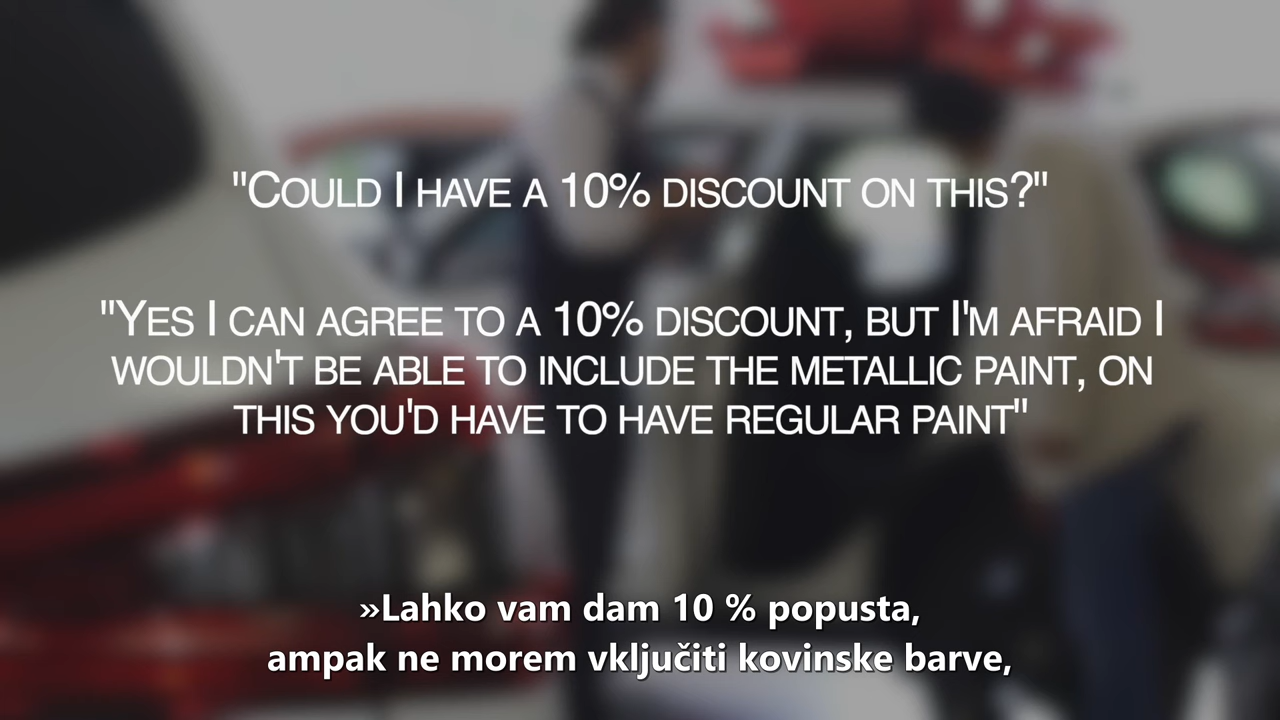 "Could I have a 10% discount on this?"
"Yes I can agree to a 10% discount, but I'm afraid I
wouldn't be able to include the metallic paint, on
this you'd have to have regular paint"
»Lahko vam dam 10 % popusta,
ampak ne morem vključiti kovinske barve,